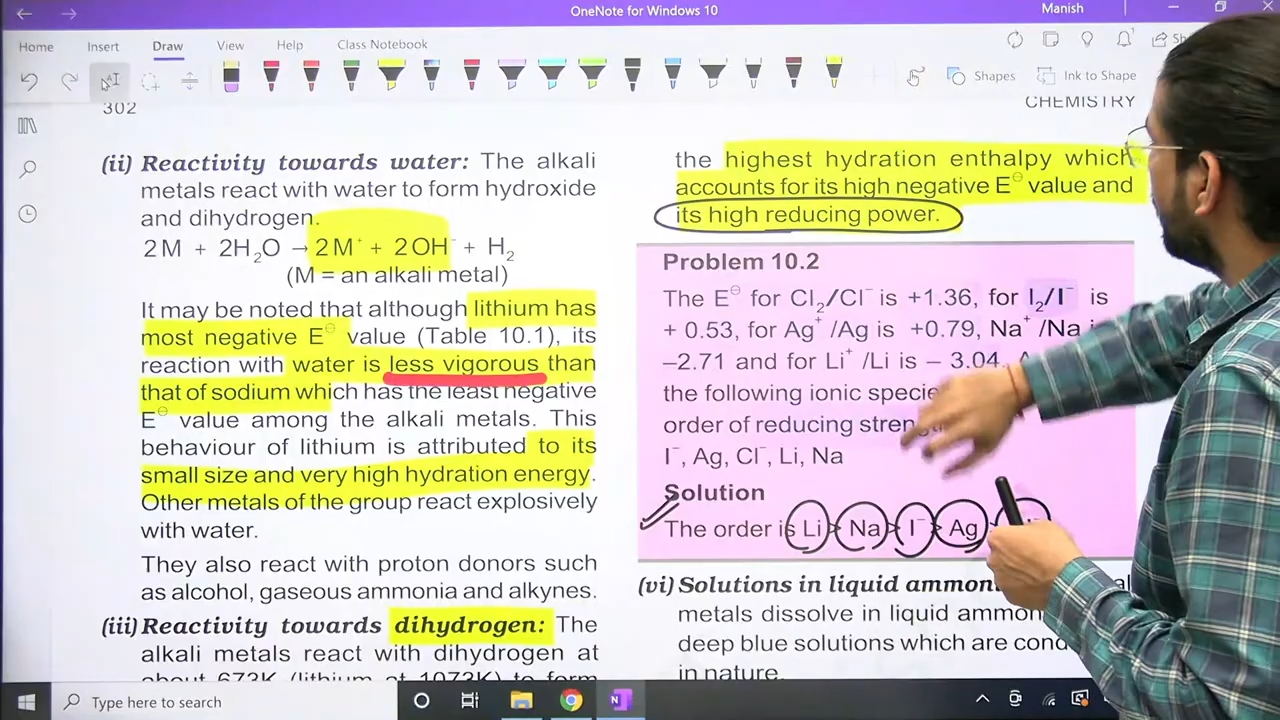 OneNote for Windows 10
Manish
Home
Insert
Draw
View
Help
Class Notebook
Shapes
Ink to Shape
302
CHEMISTRY
(ii) Reactivity towards water: The alkali
metals react with water to form hydroxide
and dihydrogen.
2M + 2H₂O → 2M⁺ + 2OH⁻ + H₂
(M = an alkali metal)
It may be noted that although lithium has
most negative E⊖ value (Table 10.1), its
reaction with water is less vigorous than
that of sodium which has the least negative
E⊖ value among the alkali metals. This
behaviour of lithium is attributed to its
small size and very high hydration energy.
Other metals of the group react explosively
with water.
They also react with proton donors such
as alcohol, gaseous ammonia and alkynes.
(iii) Reactivity towards dihydrogen: The
alkali metals react with dihydrogen at
about 673K (lithium at 1073K) to form
the highest hydration enthalpy which
accounts for its high negative E⊖ value and
its high reducing power.
Problem 10.2
The E⊖ for Cl₂/Cl⁻ is +1.36, for I₂/I⁻ is
+ 0.53, for Ag⁺ /Ag is +0.79, Na⁺ /Na
–2.71 and for Li⁺ /Li is – 3.04.
the following ionic
order of reducing
I⁻, Ag, Cl⁻, Li, Na
Solution
The order is Li > Na > I⁻ > Ag >
(vi) Solutions in liquid
metals dissolve in liquid
deep blue solutions which are
in nature.
Type here to search